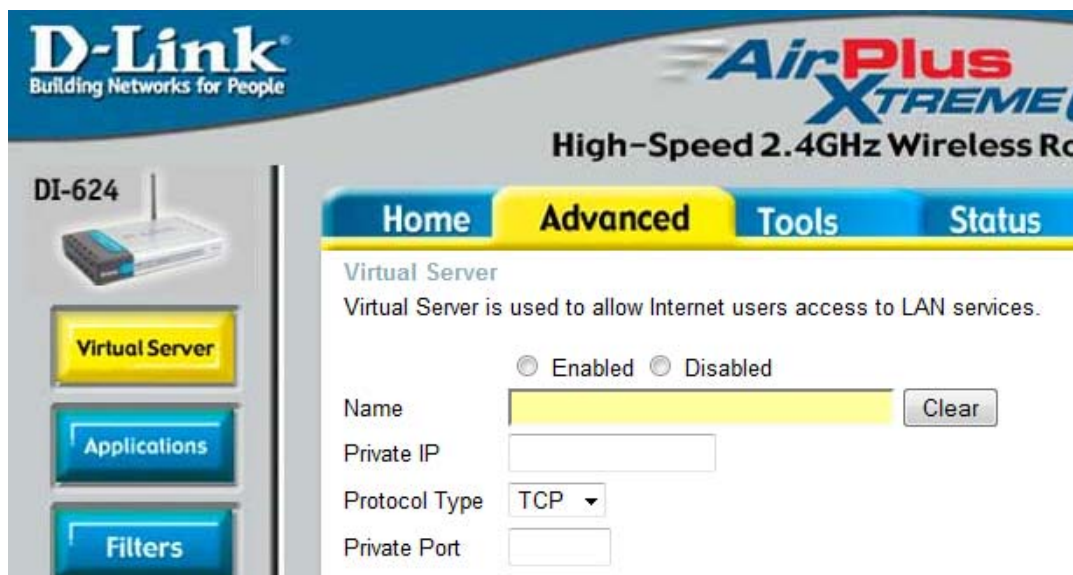 D-Link
Building Networks for People
AirPlus
XTREME
High-Speed 2.4GHz Wireless
DI-624
Home Advanced Tools Status
Virtual Server
Virtual Server is used to allow Internet users access to LAN services.
Enabled Disabled
Name Clear
Private IP
Protocol Type TCP
Private Port
Virtual Server
Applications
Filters